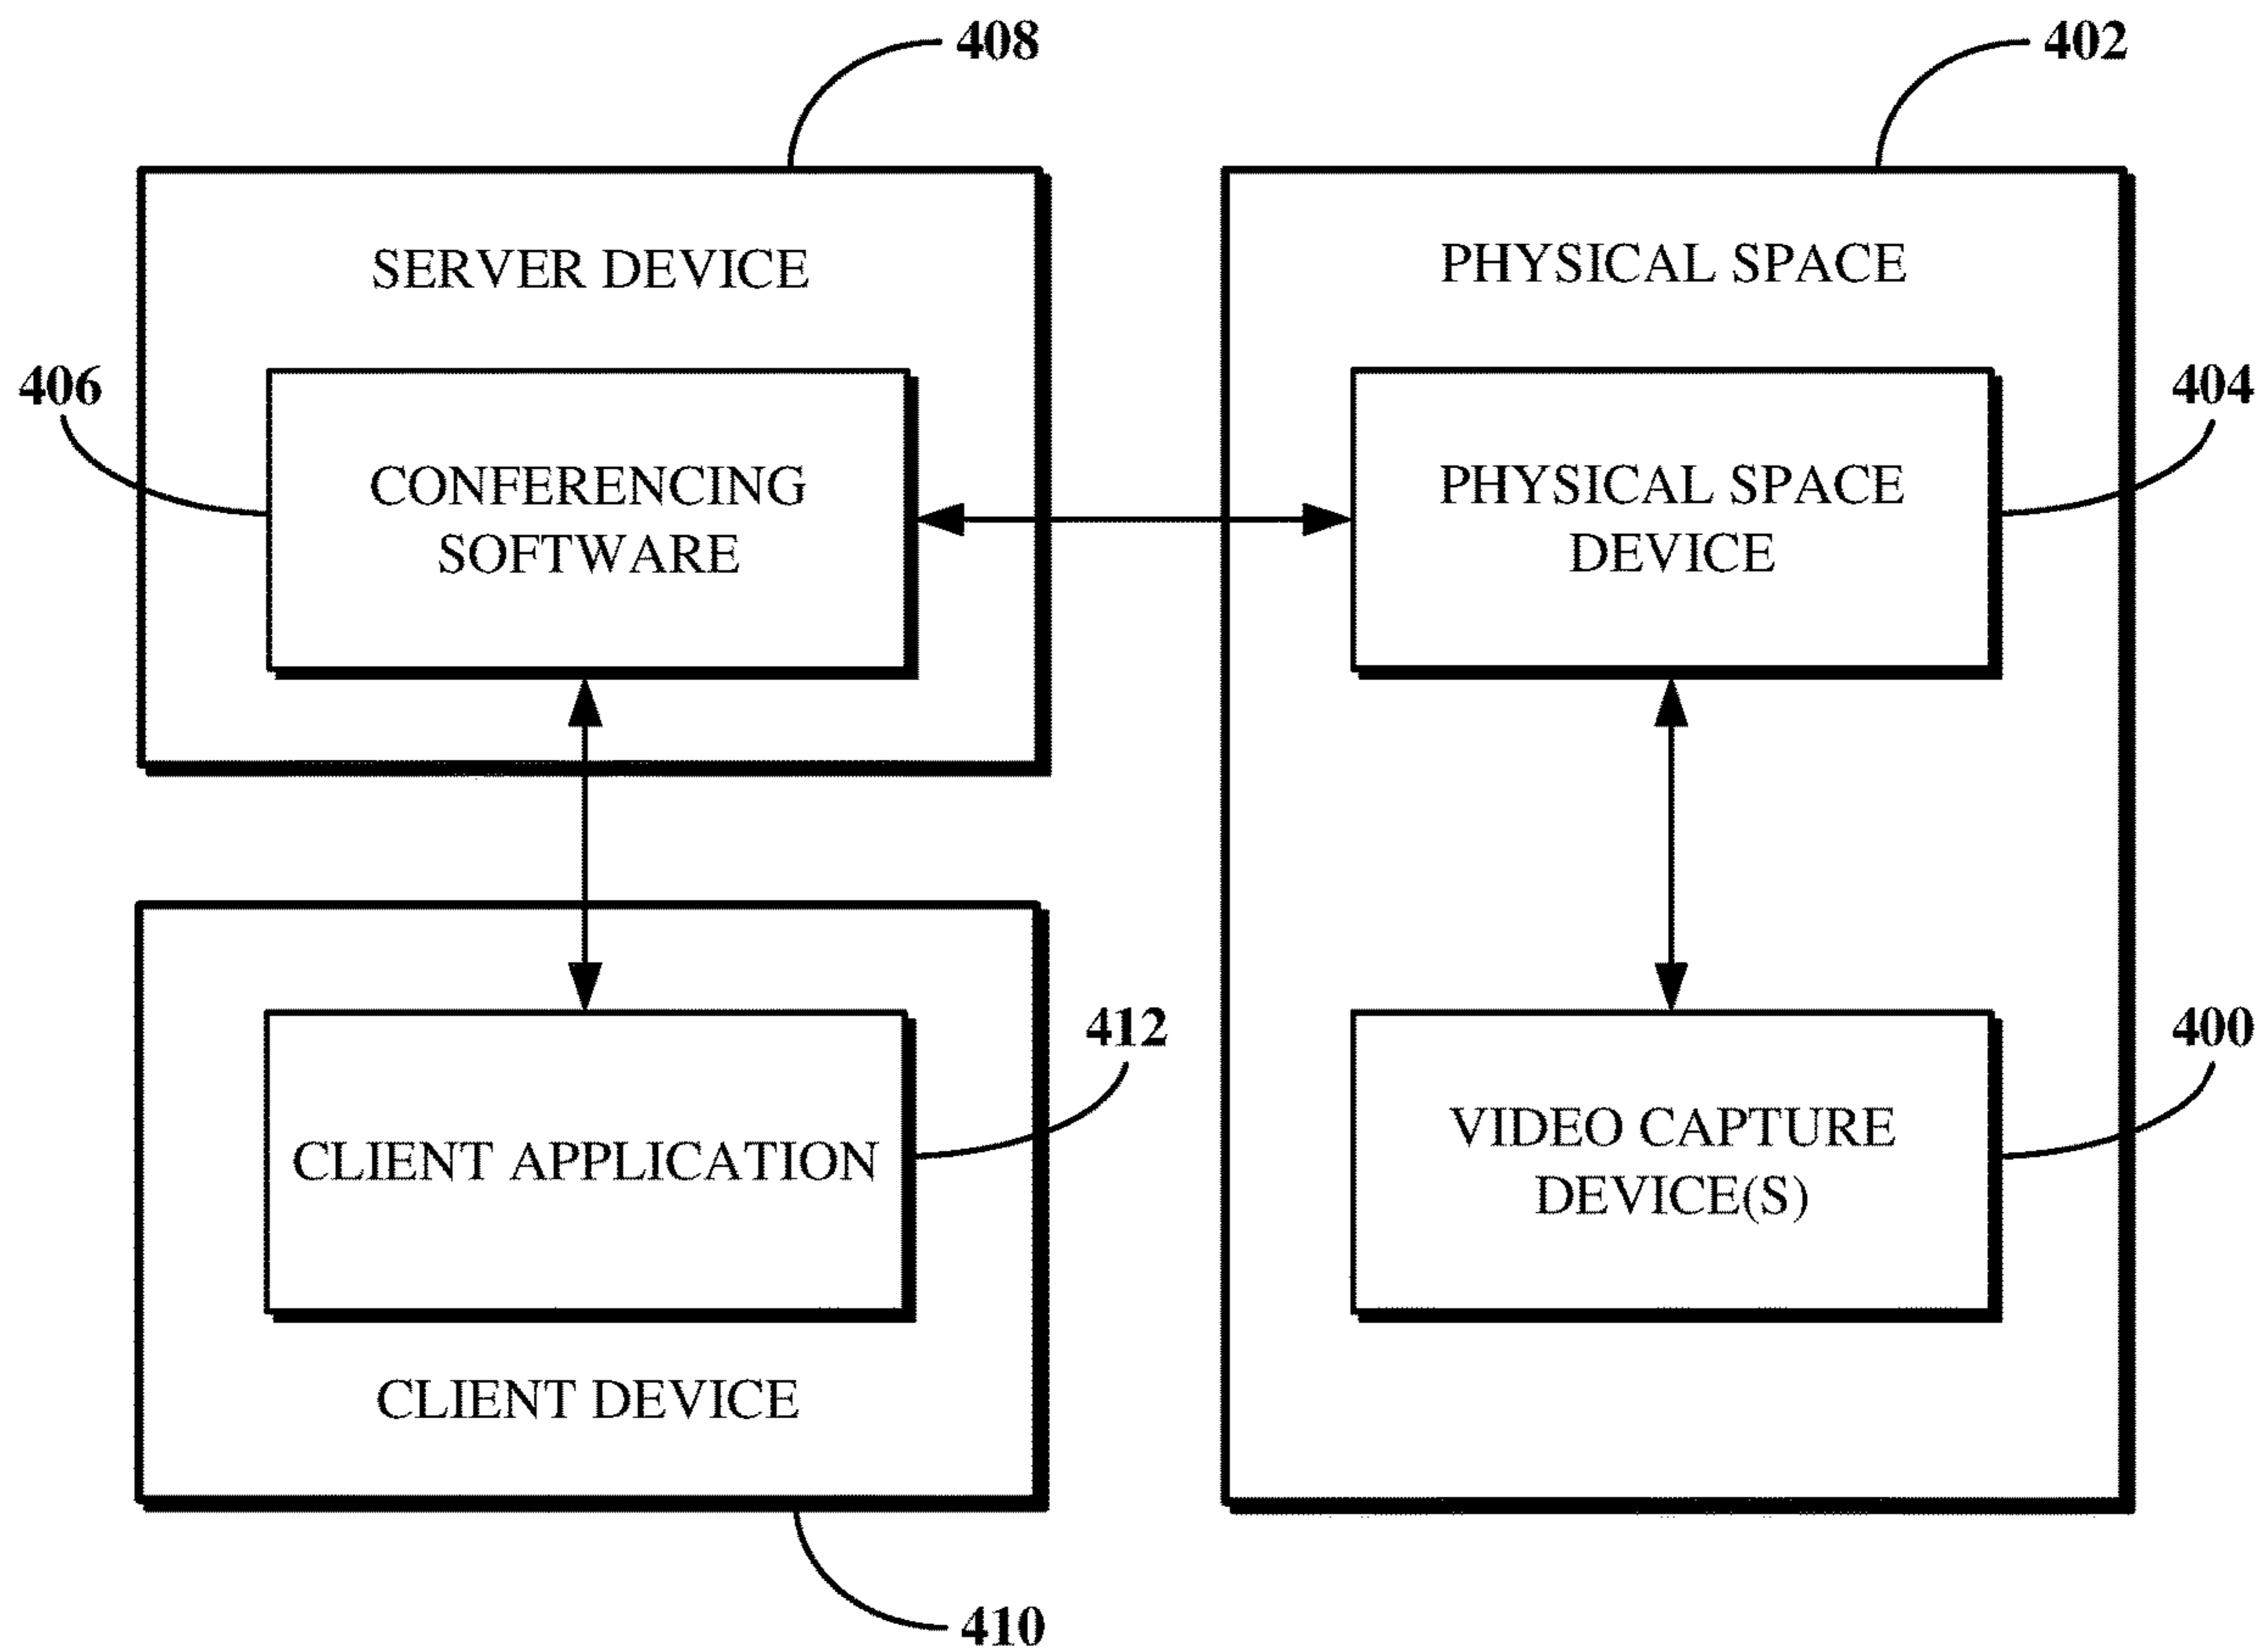 408
402
SERVER DEVICE
PHYSICAL SPACE
406
CONFERENCING
SOFTWARE
404
PHYSICAL SPACE
DEVICE
412
CLIENT APPLICATION
CLIENT DEVICE
400
VIDEO CAPTURE
DEVICE(S)
410